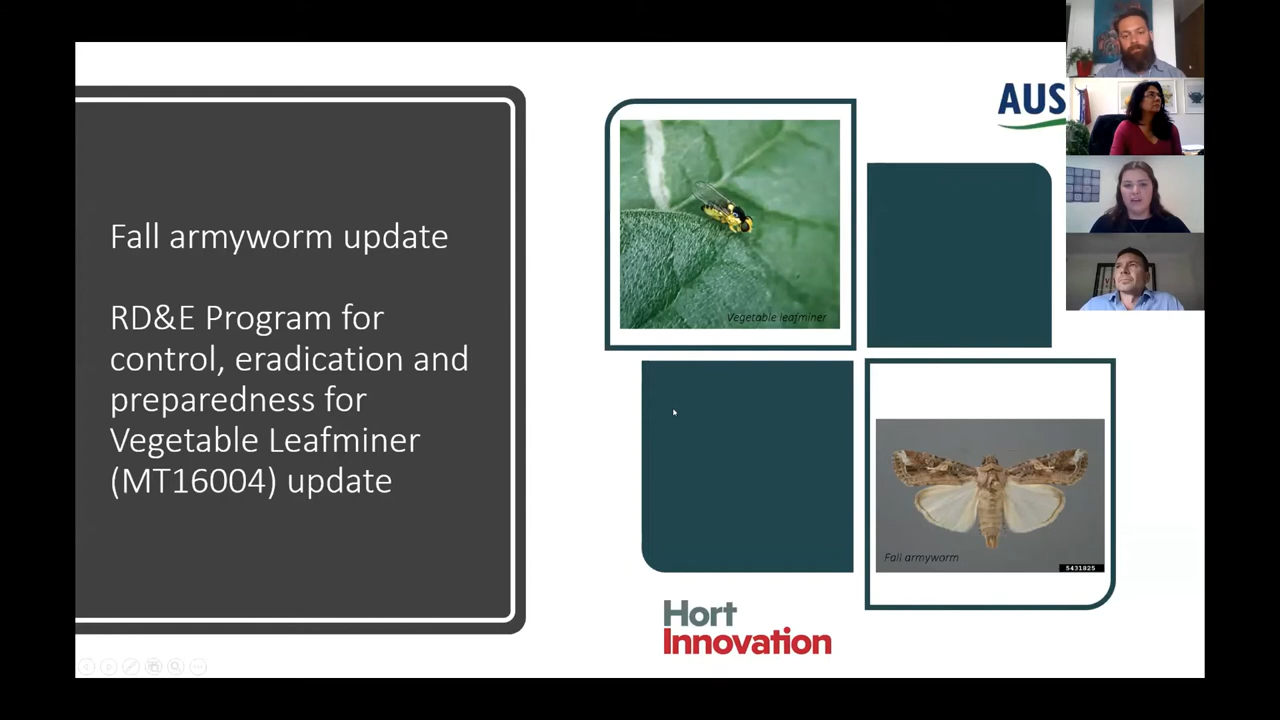 Fall armyworm update
RD&E Program for
control, eradication and
preparedness for
Vegetable Leafminer
(MT16004) update
AUS
Vegetable leafminer
Fall armyworm
5431825
Hort
Innovation